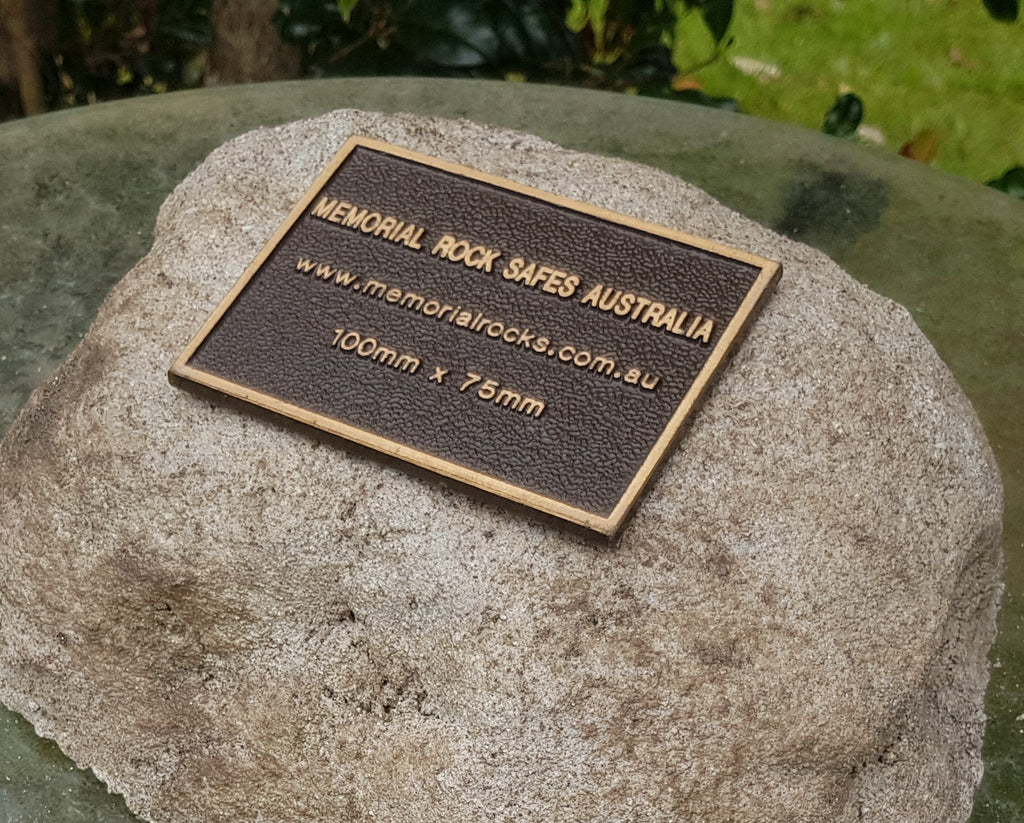 MEMORIAL ROCK SAFES AUSTRALIA
www.memorialrocks.com.au
100mm x 75mm